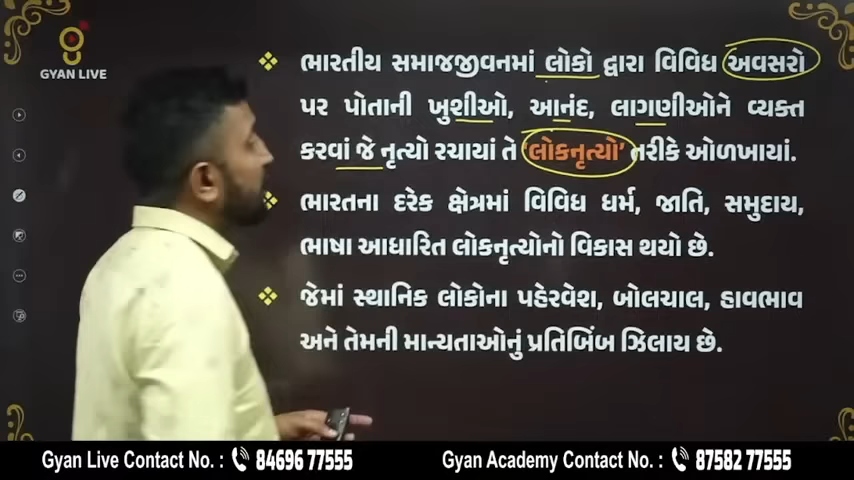 GYAN LIVE
❖ ભારતીય સમાજજીવનમાં લોકો દ્વારા વિવિધ અવસરો
પર પોતાની ખુશીઓ, આનંદ, લાગણીઓને વ્યક્ત
કરવાં જે નૃત્યો રચાયાં તે 'લોકનૃત્યો' તરીકે ઓળખાયાં.
❖ ભારતના દરેક ક્ષેત્રમાં વિવિધ ધર્મ, જાતિ, સમુદાય,
ભાષા આધારિત લોકનૃત્યોનો વિકાસ થયો છે.
❖ જેમાં સ્થાનિક લોકોના પહેરવેશ, બોલચાલ, હાવભાવ
અને તેમની માન્યતાઓનું પ્રતિબિંબ ઝિલાય છે.
Gyan Live Contact No. : 84696 77555
Gyan Academy Contact No. : 87582 77555